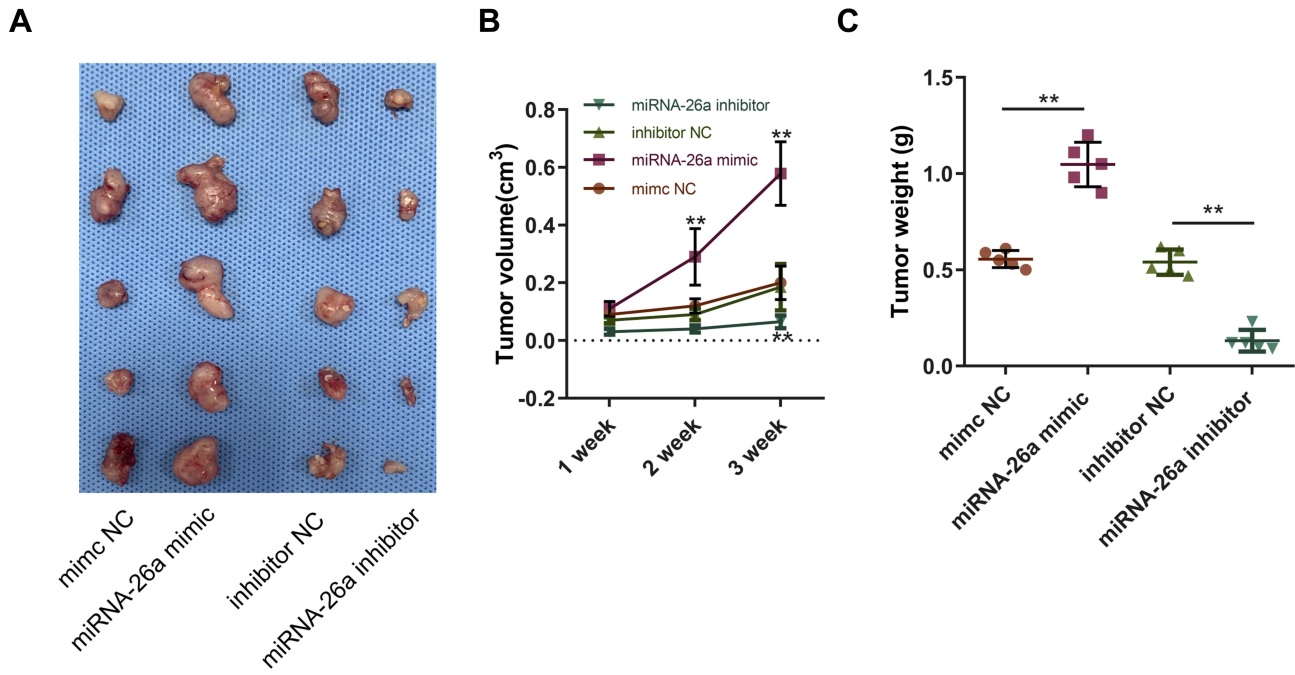 A
mimc NC
miRNA-26a mimic
inhibitor NC
miRNA-26a inhibitor
B
miRNA-26a inhibitor
inhibitor NC
miRNA-26a mimic
mimc NC
Tumor volume(cm³)
0.8
0.6
0.4
0.2
0.0
-0.2
**
**
**
1 week
2 week
3 week
C
Tumor weight (g)
1.5
1.0
0.5
0.0
**
**
mimc NC
miRNA-26a mimic
inhibitor NC
miRNA-26a inhibitor